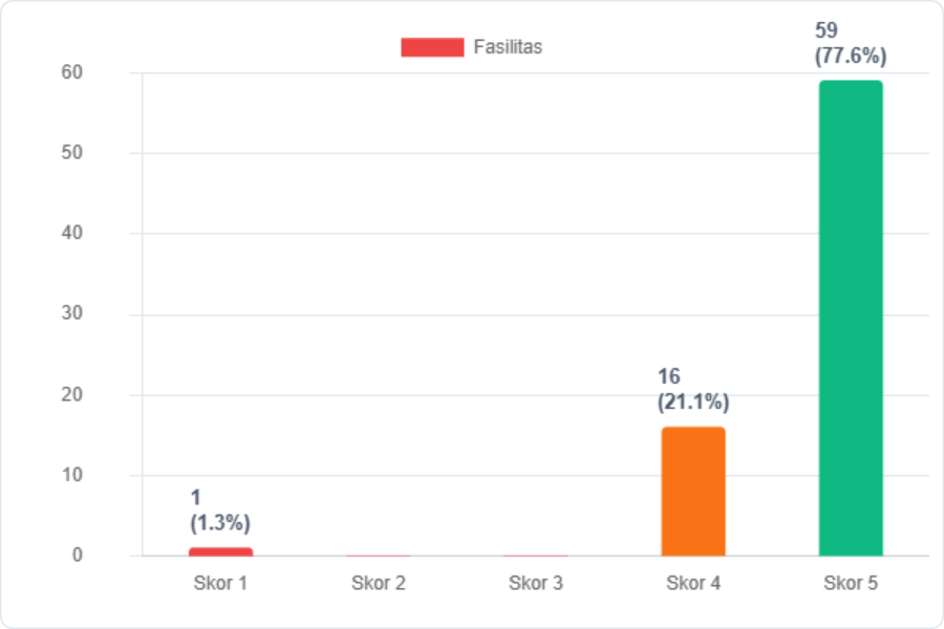 Fasilitas
59
(77.6%)
60
50
40
30
20
10
0
16
(21.1%)
1
(1.3%)
Skor 1
Skor 2
Skor 3
Skor 4
Skor 5